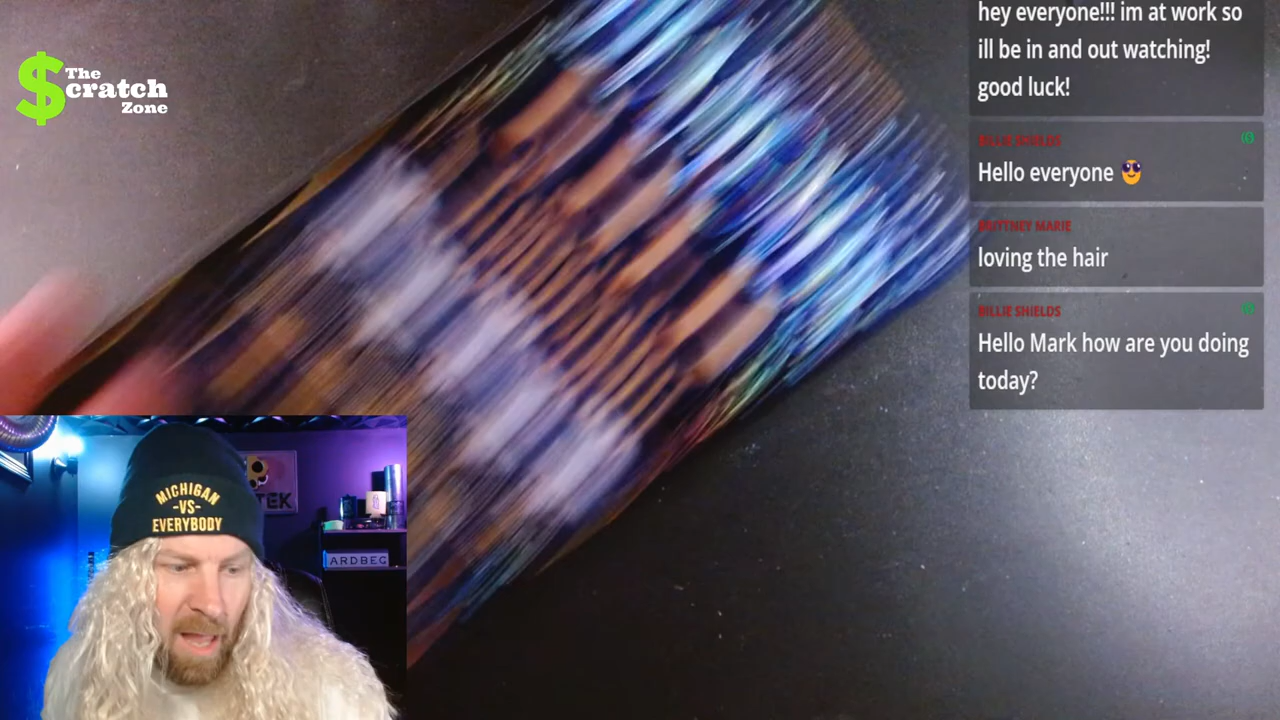 The
$cratch
Zone
hey everyone!!! im at work so
ill be in and out watching!
good luck!
BILLIE SHIELDS
Hello everyone
BRITTNEY MARIE
loving the hair
BILLIE SHIELDS
Hello Mark how are you doing
today?
MICHIGAN
-VS-
EVERYBODY
TEK
ARDBEG